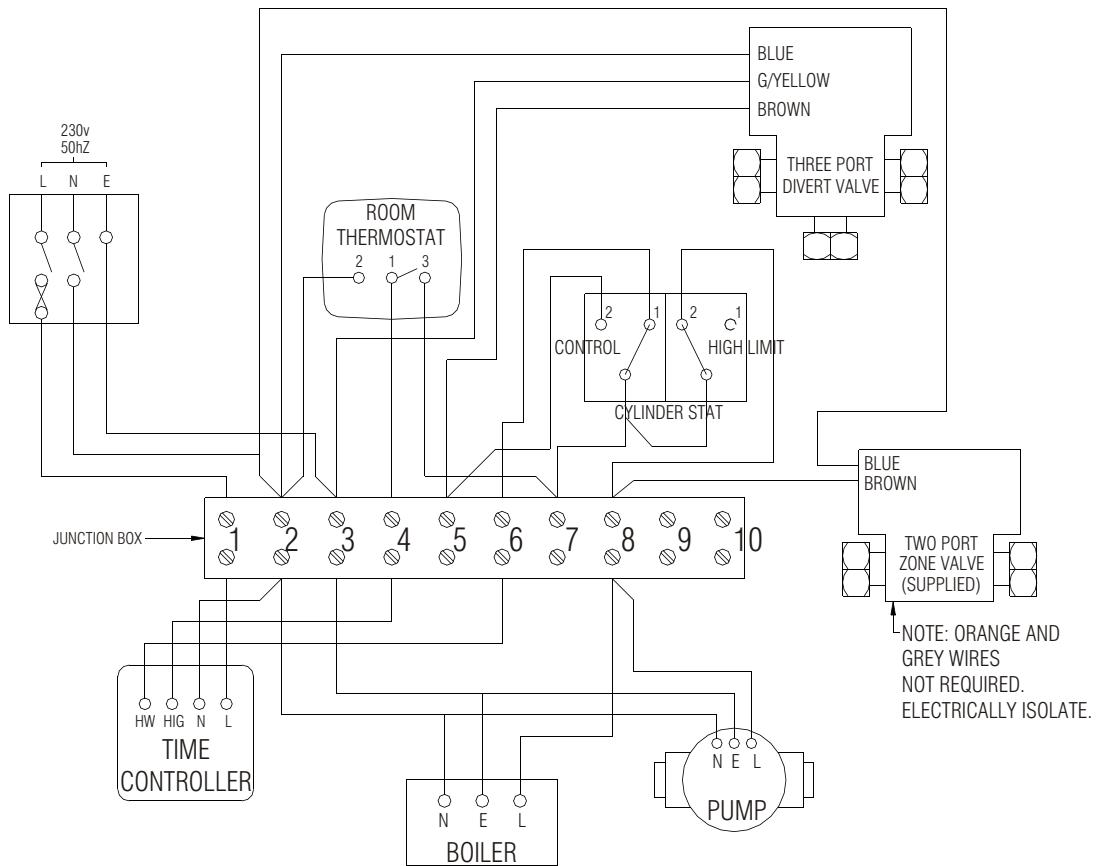 BLUE
G/YELLOW
BROWN
THREE PORT
DIVERT VALVE
230v
50hZ
L N E
ROOM
THERMOSTAT
2 1 3
2 1 2 1
CONTROL HIGH LIMIT
CYLINDER STAT
BLUE
BROWN
JUNCTION BOX
1 2 3 4 5 6 7 8 9 10
TWO PORT
ZONE VALVE
(SUPPLIED)
NOTE: ORANGE AND
GREY WIRES
NOT REQUIRED.
ELECTRICALLY ISOLATE.
HW HIG N L
TIME
CONTROLLER
N E L
BOILER
N E L
PUMP